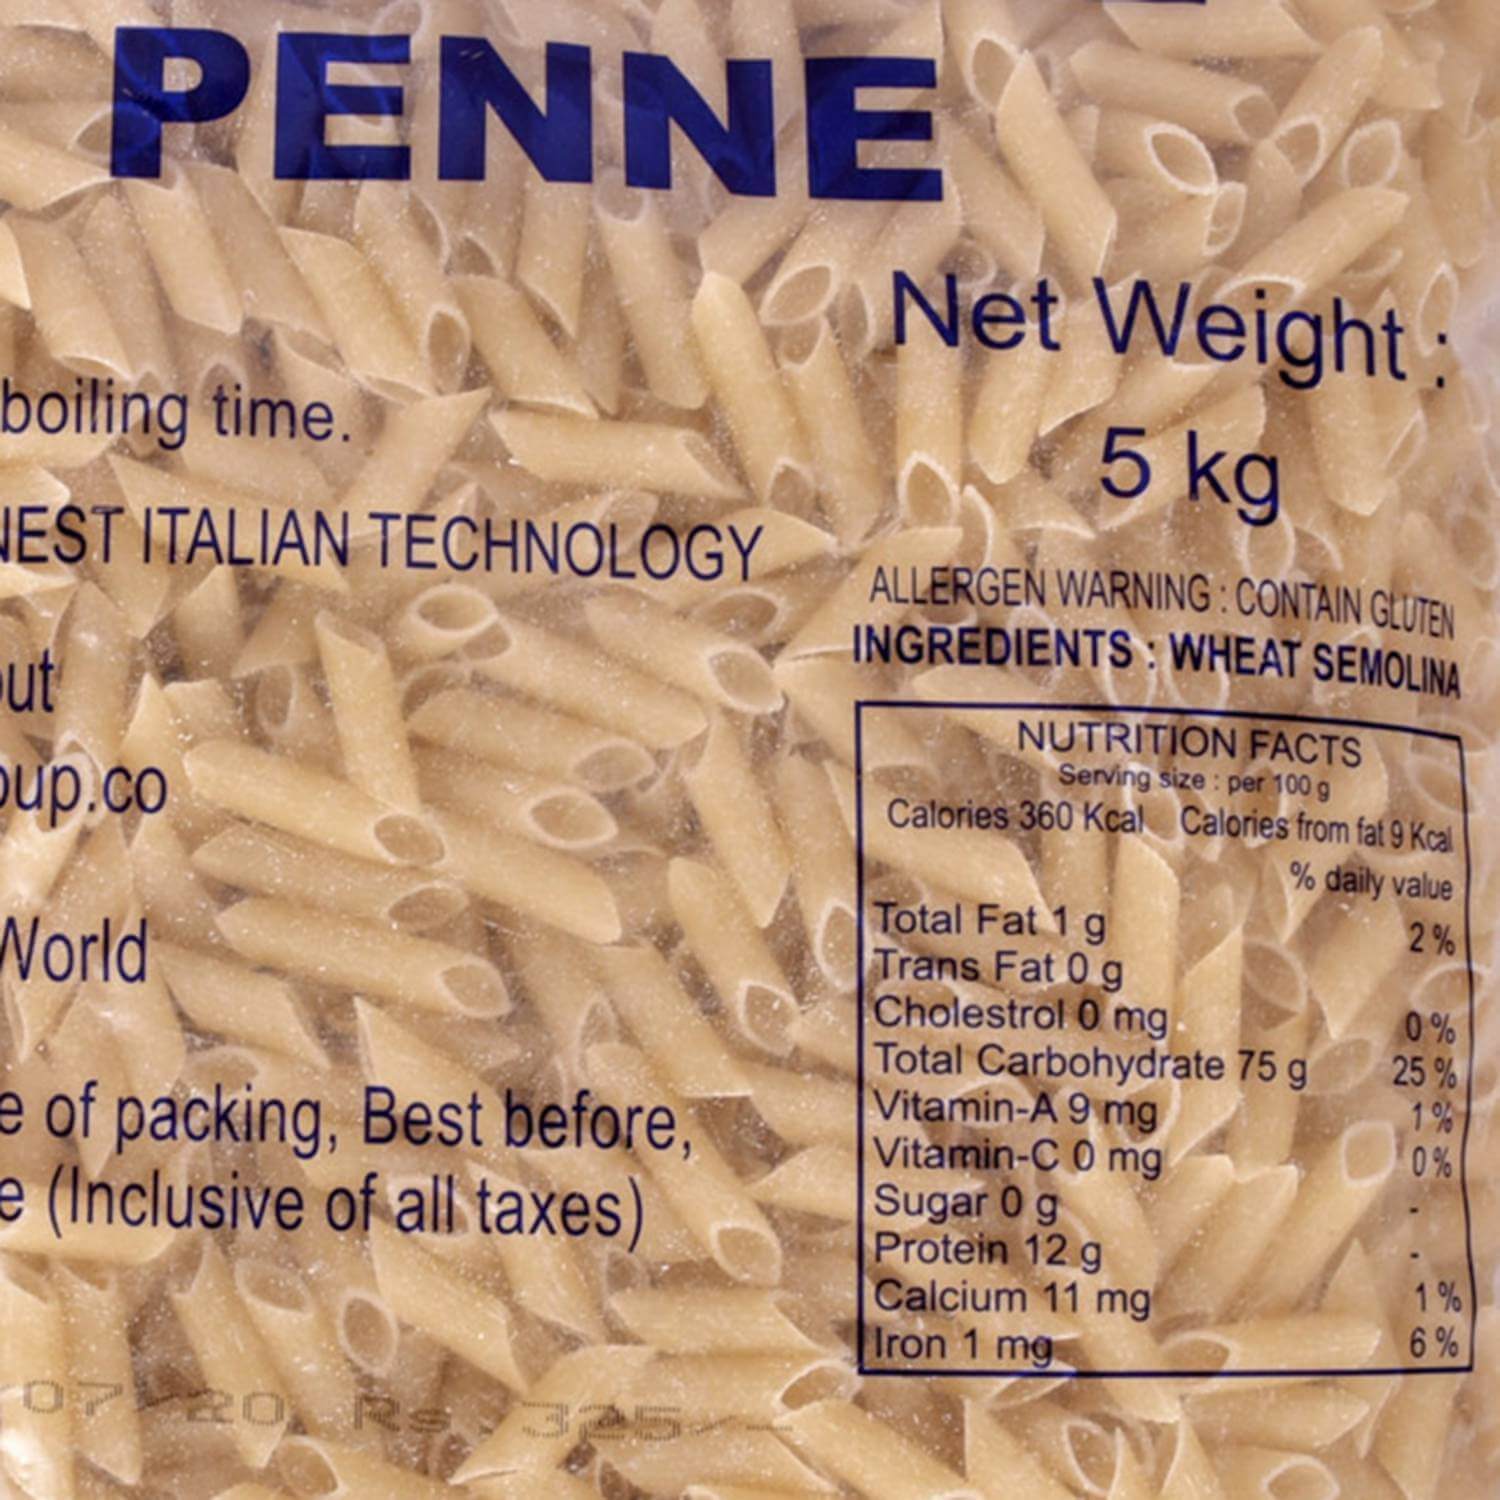 PENNE
Net Weight :
5 kg
boiling time.
NEST ITALIAN TECHNOLOGY
ALLERGEN WARNING : CONTAIN GLUTEN
INGREDIENTS : WHEAT SEMOLINA
out
oup.co
World
e of packing, Best before,
e (Inclusive of all taxes)
NUTRITION FACTS
Serving size : per 100 g
Calories 360 Kcal Calories from fat 9 Kcal
% daily value
Total Fat 1 g 2 %
Trans Fat 0 g
Cholestrol 0 mg 0 %
Total Carbohydrate 75 g 25 %
Vitamin-A 9 mg 1 %
Vitamin-C 0 mg 0 %
Sugar 0 g -
Protein 12 g -
Calcium 11 mg 1 %
Iron 1 mg 6 %
07 20 Rs. 325/-